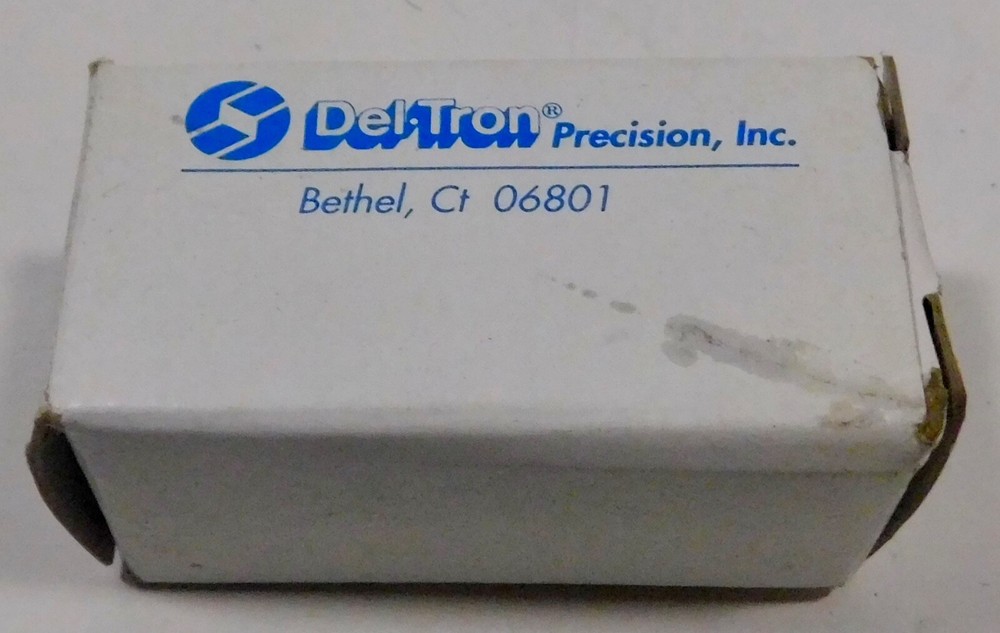 Del·Tron® Precision, Inc.
Bethel, Ct 06801